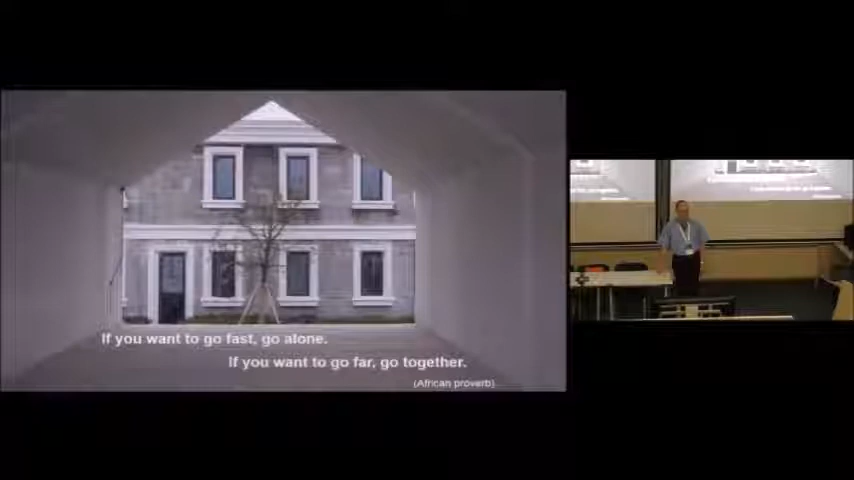 If you want to go fast, go alone.
If you want to go far, go together.
(African proverb)